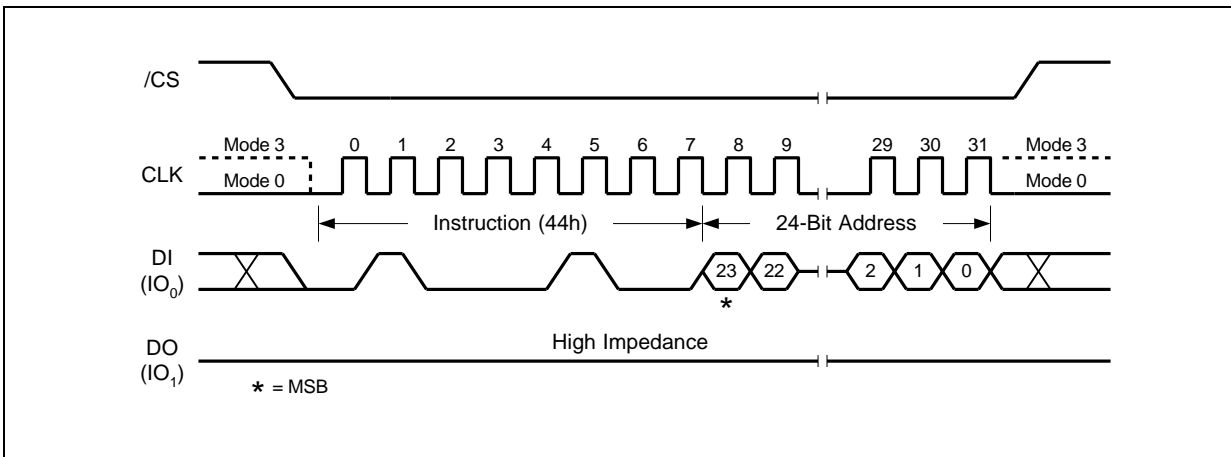 /CS
Mode 3 0 1 2 3 4 5 6 7 8 9 29 30 31 Mode 3
CLK
Mode 0 Mode 0
Instruction (44h) 24-Bit Address
DI
(IO₀)
23 22 2 1 0
*
High Impedance
DO
(IO₁)
* = MSB